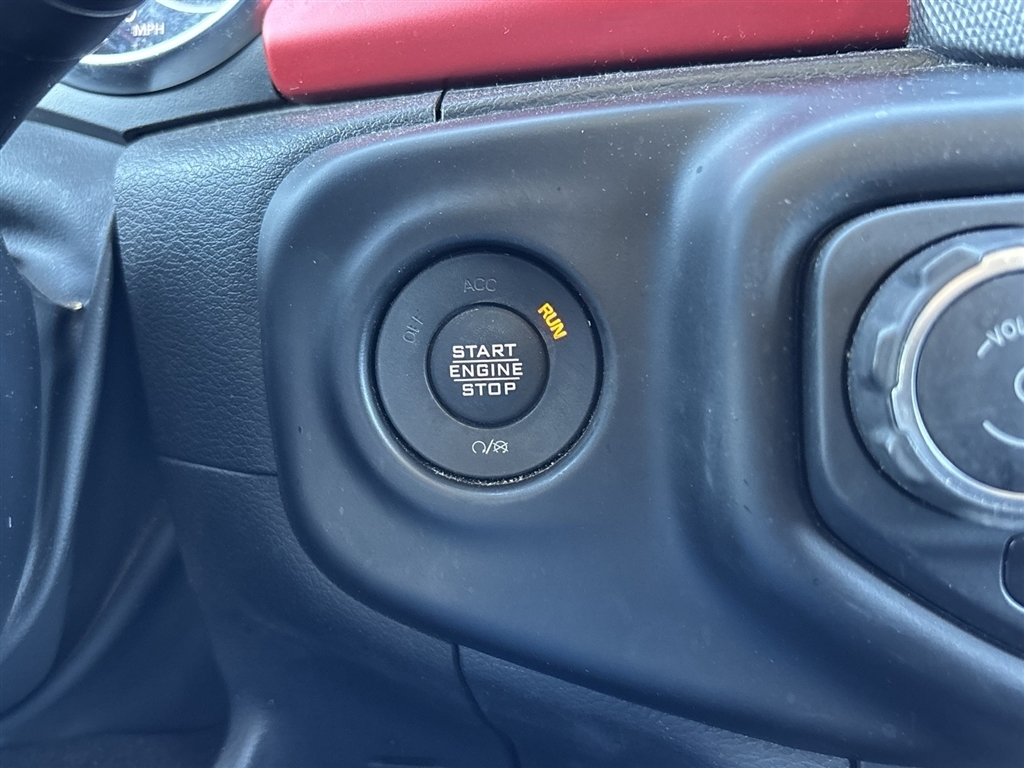 MPH
ACC
RUN
OFF
START
ENGINE
STOP
VOL